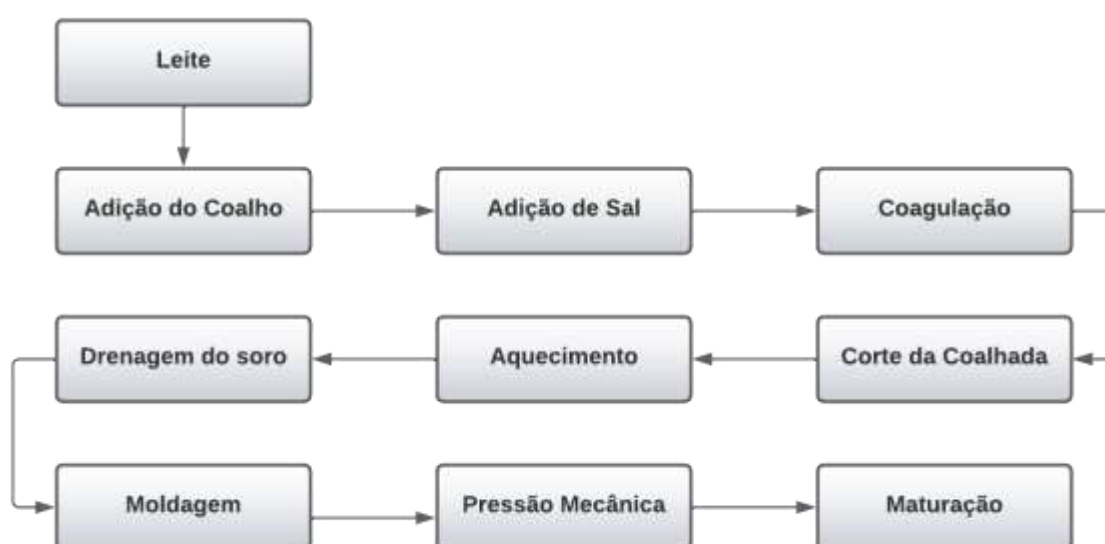 Leite
Adição do Coalho
Adição de Sal
Coagulação
Corte da Coalhada
Aquecimento
Drenagem do soro
Moldagem
Pressão Mecânica
Maturação